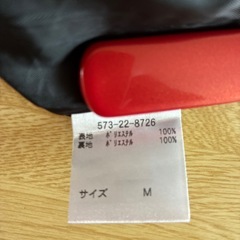 573-22-8726
表地 ﾎﾟﾘｴｽﾃﾙ 100%
裏地 ﾎﾟﾘｴｽﾃﾙ 100%
サイズ M